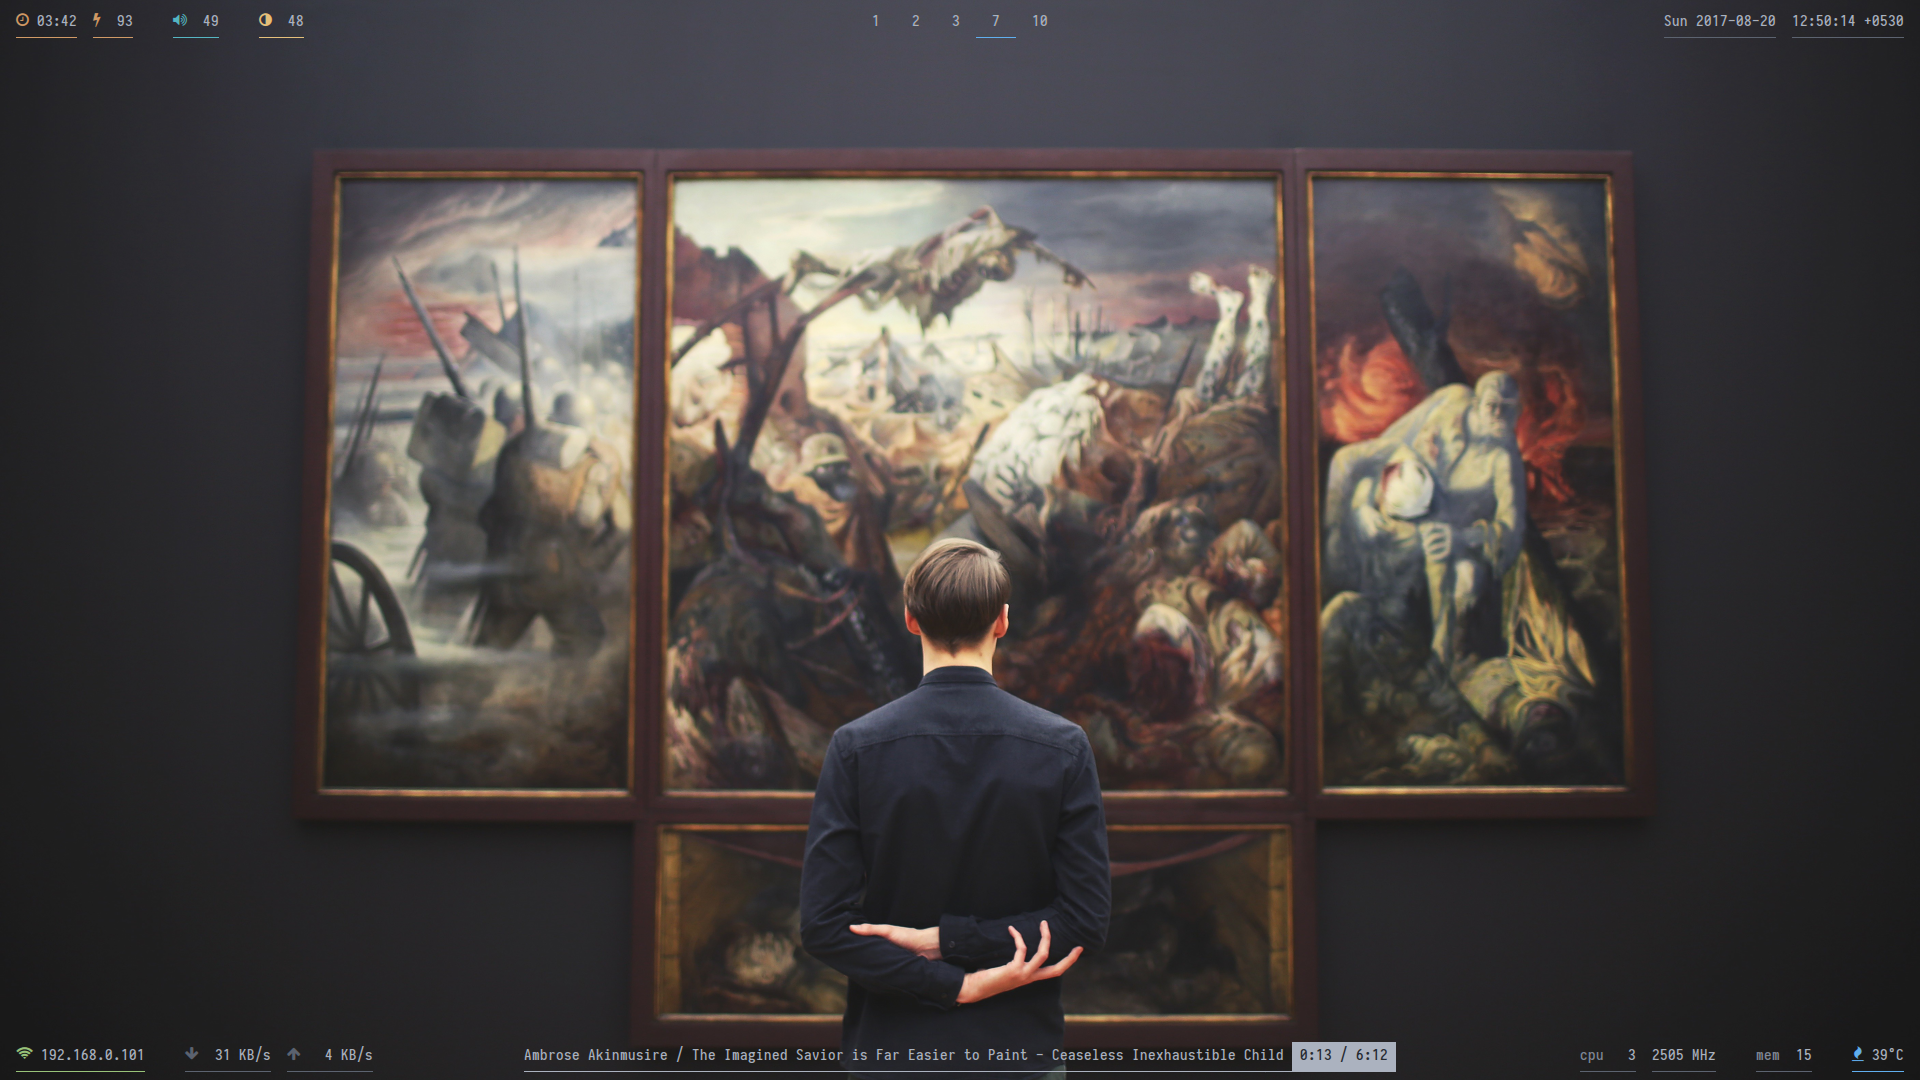 03:42 93 49 48 1 2 3 7 10 Sun 2017-08-20 12:50:14 +0530
192.168.0.101 31 KB/s 4 KB/s Ambrose Akinmusire / The Imagined Savior is Far Easier to Paint - Ceaseless Inexhaustible Child 0:13 / 6:12 cpu 3 2505 MHz mem 15 39°C